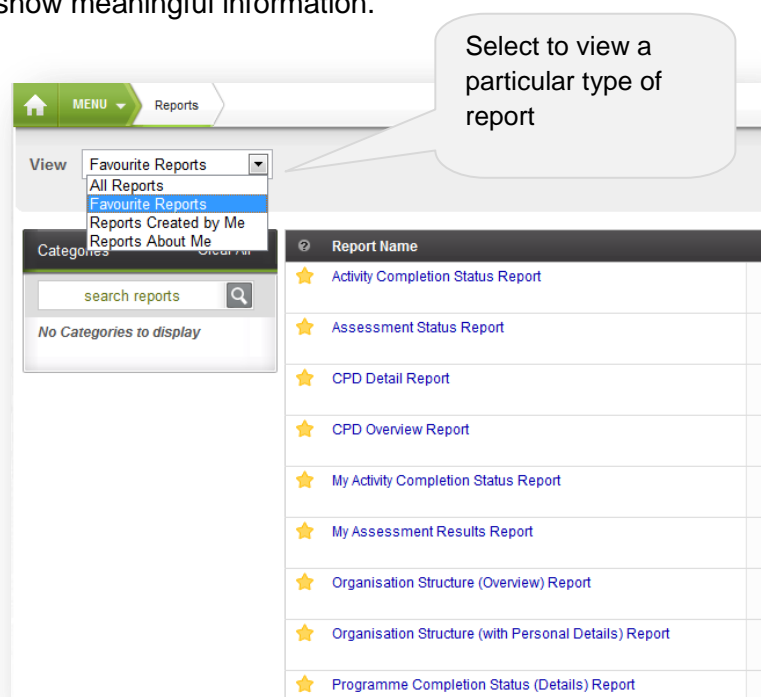 show meaningful information.
Select to view a
particular type of
report
MENU
Reports
View
Favourite Reports
All Reports
Favourite Reports
Reports Created by Me
Reports About Me
Categories
Clear All
search reports
No Categories to display
Report Name
Activity Completion Status Report
Assessment Status Report
CPD Detail Report
CPD Overview Report
My Activity Completion Status Report
My Assessment Results Report
Organisation Structure (Overview) Report
Organisation Structure (with Personal Details) Report
Programme Completion Status (Details) Report